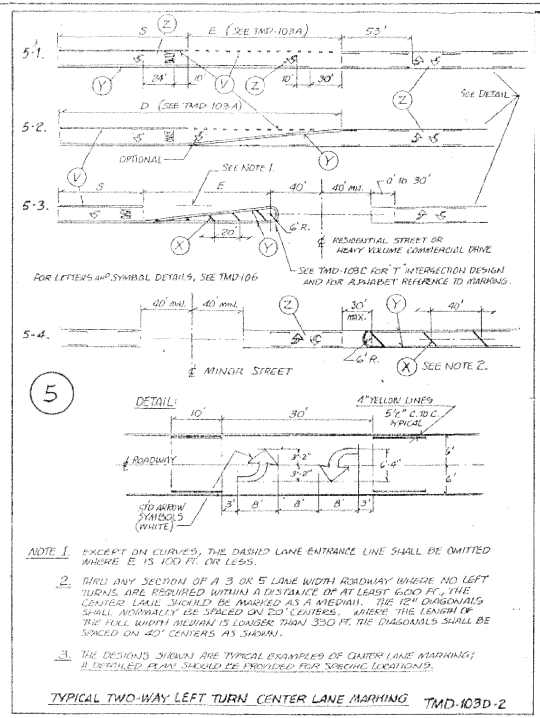 S
E (SEE TMD-103A)
53'
Z
5-1.
Y
24'
10'
V
Z
10'
30'
Z
SEE DETAIL
D (SEE TMD-103A)
5-2.
V
OPTIONAL
Y
SEE NOTE 1.
S
E
40'
40' MIN.
0' TO 30'
5-3.
X
20'
Y
6' R.
RESIDENTIAL STREET OR
HEAVY VOLUME COMMERCIAL DRIVE
SEE TMD-103C FOR 'T' INTERSECTION DESIGN
AND FOR ALPHABET REFERENCE TO MARKING.
FOR LETTERS AND SYMBOL DETAILS, SEE TMD-106
40' MIN.
40' MIN.
Z
30'
MAX.
Y
40'
5-4.
6' R.
X
SEE NOTE 2.
℄ MINOR STREET
5
DETAIL:
4" YELLOW LINES
C. TO C.
TYPICAL
10'
30'
℄ ROADWAY
3'-2"
3'-2"
6'-4"
6'
6'
STD ARROW
SYMBOLS
(WHITE)
3'
8'
8'
8'
3'
NOTE 1. EXCEPT ON CURVES, THE DASHED LANE ENTRANCE LINE SHALL BE OMITTED
WHERE E IS 100 FT. OR LESS.
2. THRU ANY SECTION OF A 3 OR 5 LANE WIDTH ROADWAY WHERE NO LEFT
TURNS ARE REQUIRED WITHIN A DISTANCE OF AT LEAST 600 FT., THE
CENTER LANE SHOULD BE MARKED AS A MEDIAN. THE 12" DIAGONALS
SHALL NORMALLY BE SPACED ON 20' CENTERS. WHERE THE LENGTH OF
THE FULL WIDTH MEDIAN IS LONGER THAN 330 FT. THE DIAGONALS SHALL BE
SPACED ON 40' CENTERS AS SHOWN.
3. THE DESIGNS SHOWN ARE TYPICAL EXAMPLES OF CENTER LANE MARKING;
A DETAILED PLAN SHOULD BE PROVIDED FOR SPECIFIC LOCATIONS.
TYPICAL TWO-WAY LEFT TURN CENTER LANE MARKING TMD-103D-2